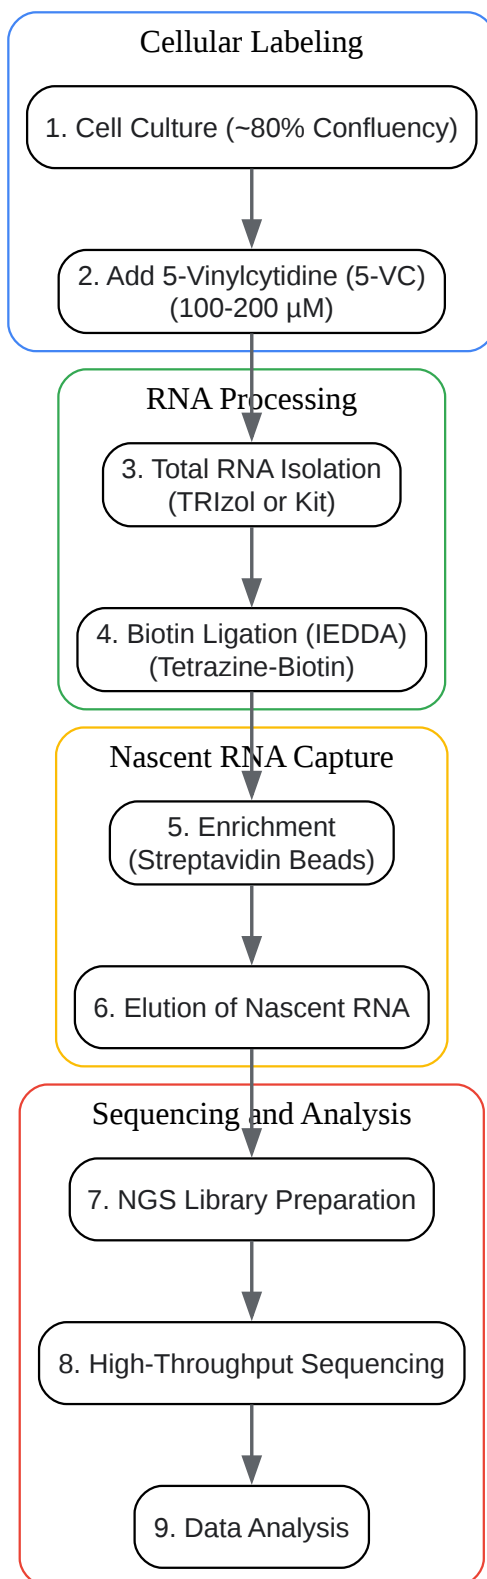 Cellular Labeling
1. Cell Culture (~80% Confluency)
2. Add 5-Vinylcytidine (5-VC)
(100-200 µM)
RNA Processing
3. Total RNA Isolation
(TRIzol or Kit)
4. Biotin Ligation (IEDDA)
(Tetrazine-Biotin)
Nascent RNA Capture
5. Enrichment
(Streptavidin Beads)
6. Elution of Nascent RNA
Sequencing and Analysis
7. NGS Library Preparation
8. High-Throughput Sequencing
9. Data Analysis